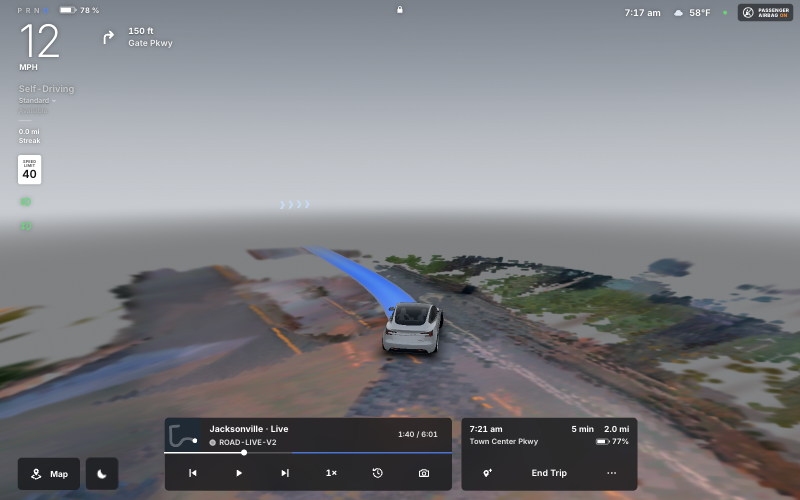 P R N
78 %
7:17 am
58°F
PASSENGER
AIRBAG ON
12
MPH
150 ft
Gate Pkwy
Self-Driving
Standard
0.0 mi
Streak
SPEED
LIMIT
40
Jacksonville · Live
ROAD-LIVE-V2
1:40 / 6:01
7:21 am
5 min
2.0 mi
Town Center Pkwy
77%
Map
1×
End Trip